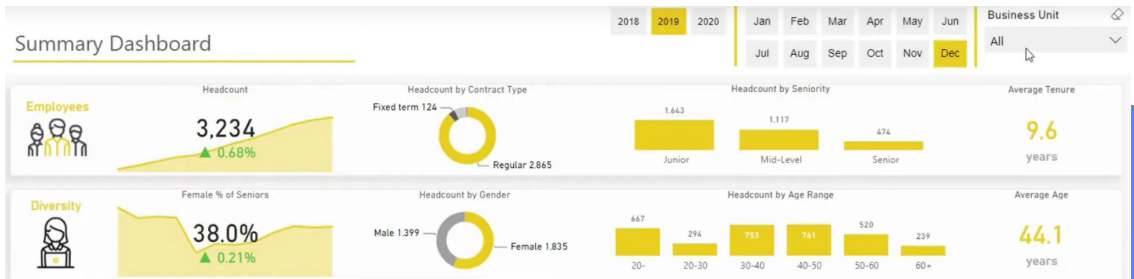 Summary Dashboard
2018 2019 2020
Jan Feb Mar Apr May Jun
Jul Aug Sep Oct Nov Dec
Business Unit
All
Employees
Headcount
3,234
▲ 0.68%
Headcount by Contract Type
Fixed term 124
Regular 2,865
Headcount by Seniority
1,643 1,117 474
Junior Mid-Level Senior
Average Tenure
9.6
years
Diversity
Female % of Seniors
38.0%
▲ 0.21%
Headcount by Gender
Male 1,399
Female 1,835
Headcount by Age Range
667 294 753 761 520 239
20- 20-30 30-40 40-50 50-60 60+
Average Age
44.1
years